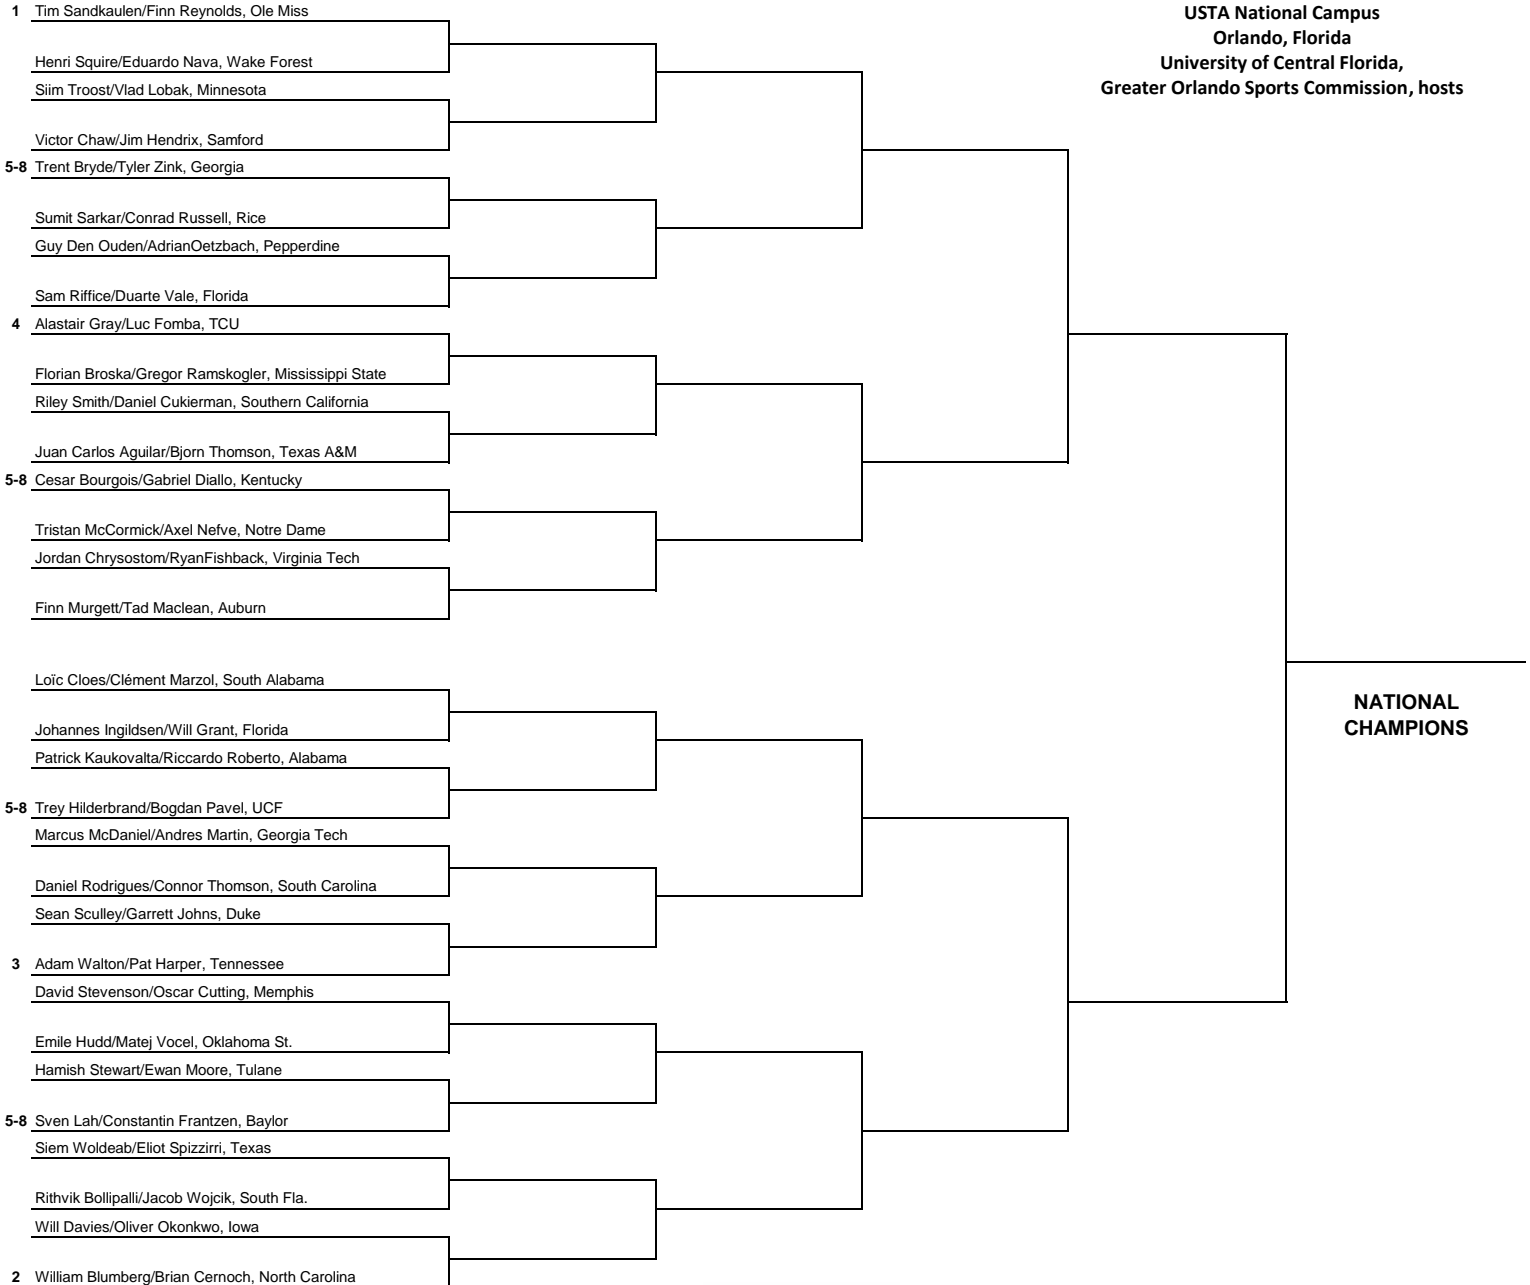 USTA National Campus
Orlando, Florida
University of Central Florida,
Greater Orlando Sports Commission, hosts
1 Tim Sandkaulen/Finn Reynolds, Ole Miss
Henri Squire/Eduardo Nava, Wake Forest
Siim Troost/Vlad Lobak, Minnesota
Victor Chaw/Jim Hendrix, Samford
5-8 Trent Bryde/Tyler Zink, Georgia
Sumit Sarkar/Conrad Russell, Rice
Guy Den Ouden/AdrianOetzbach, Pepperdine
Sam Riffice/Duarte Vale, Florida
4 Alastair Gray/Luc Fomba, TCU
Florian Broska/Gregor Ramskogler, Mississippi State
Riley Smith/Daniel Cukierman, Southern California
Juan Carlos Aguilar/Bjorn Thomson, Texas A&M
5-8 Cesar Bourgois/Gabriel Diallo, Kentucky
Tristan McCormick/Axel Nefve, Notre Dame
Jordan Chrysostom/RyanFishback, Virginia Tech
Finn Murgett/Tad Maclean, Auburn
Loïc Cloes/Clément Marzol, South Alabama
Johannes Ingildsen/Will Grant, Florida
Patrick Kaukovalta/Riccardo Roberto, Alabama
5-8 Trey Hilderbrand/Bogdan Pavel, UCF
Marcus McDaniel/Andres Martin, Georgia Tech
Daniel Rodrigues/Connor Thomson, South Carolina
Sean Sculley/Garrett Johns, Duke
3 Adam Walton/Pat Harper, Tennessee
David Stevenson/Oscar Cutting, Memphis
Emile Hudd/Matej Vocel, Oklahoma St.
Hamish Stewart/Ewan Moore, Tulane
5-8 Sven Lah/Constantin Frantzen, Baylor
Siem Woldeab/Eliot Spizzirri, Texas
Rithvik Bollipalli/Jacob Wojcik, South Fla.
Will Davies/Oliver Okonkwo, Iowa
2 William Blumberg/Brian Cernoch, North Carolina
NATIONAL
CHAMPIONS